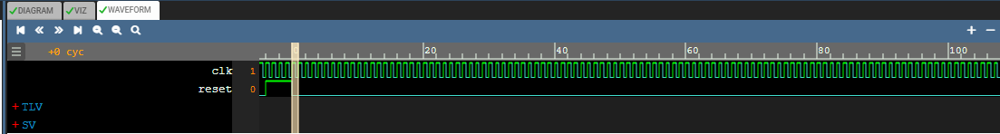 DIAGRAM VIZ WAVEFORM
+0 cyc 20 40 60 80 100
clk 1
reset 0
+ TLV
+ SV